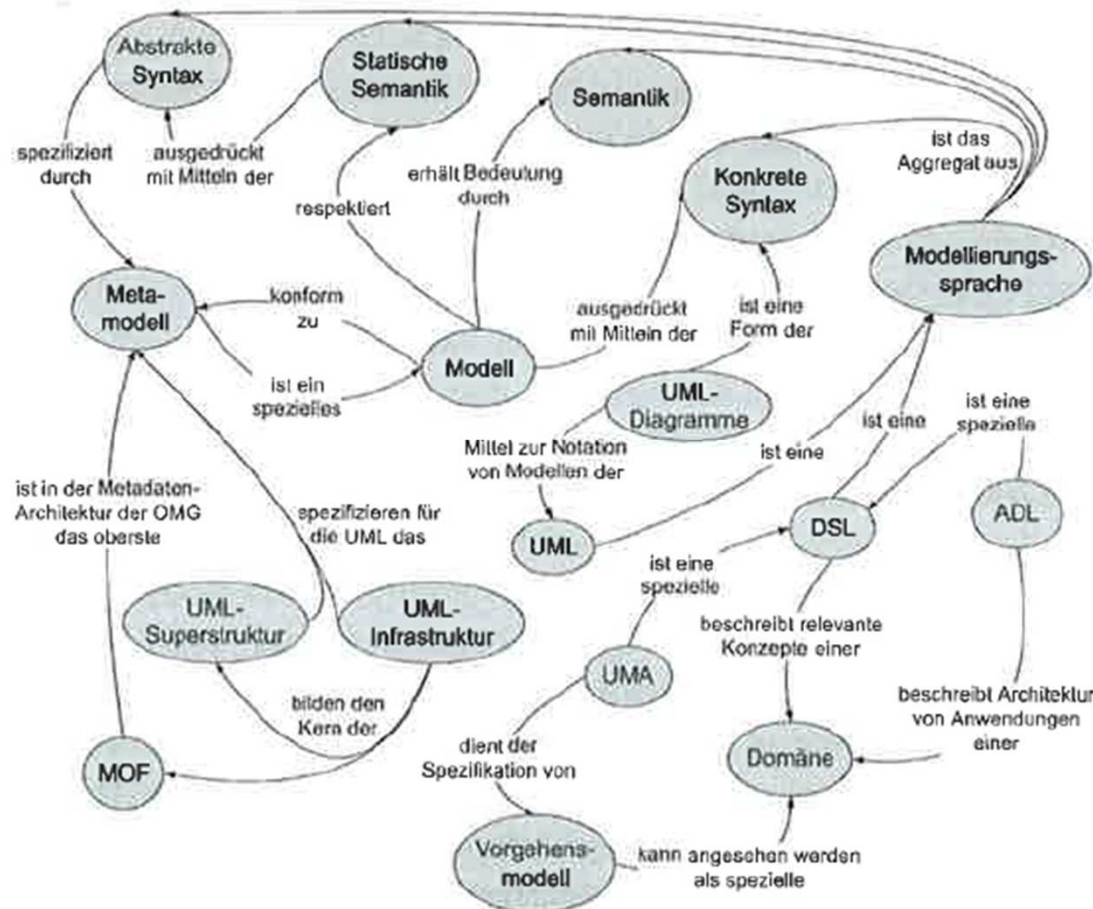 Abstrakte
Syntax
Statische
Semantik
Semantik
ist das
Aggregat aus
spezifiziert
durch
ausgedrückt
mit Mitteln der
erhält Bedeutung
durch
Konkrete
Syntax
respektiert
Modellierungs-
sprache
Meta-
modell
konform
zu
ausgedrückt
mit Mitteln der
ist eine
Form der
Modell
ist ein
spezielles
UML-
Diagramme
ist eine
spezielle
ist eine
Mittel zur Notation
von Modellen der
ist eine
ist in der Metadaten-
Architektur der OMG
das oberste
spezifizieren für
die UML das
UML
DSL
ADL
ist eine
spezielle
UML-
Superstruktur
UML-
Infrastruktur
beschreibt relevante
Konzepte einer
UMA
bilden den
Kern der
beschreibt Architektur
von Anwendungen
einer
dient der
Spezifikation von
MOF
Domäne
Vorgehens-
modell
kann angesehen werden
als spezielle